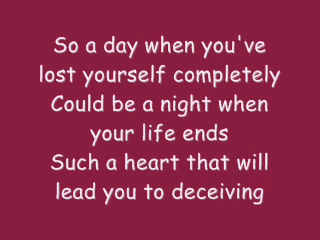 So a day when you've
lost yourself completely
Could be a night when
your life ends
Such a heart that will
lead you to deceiving